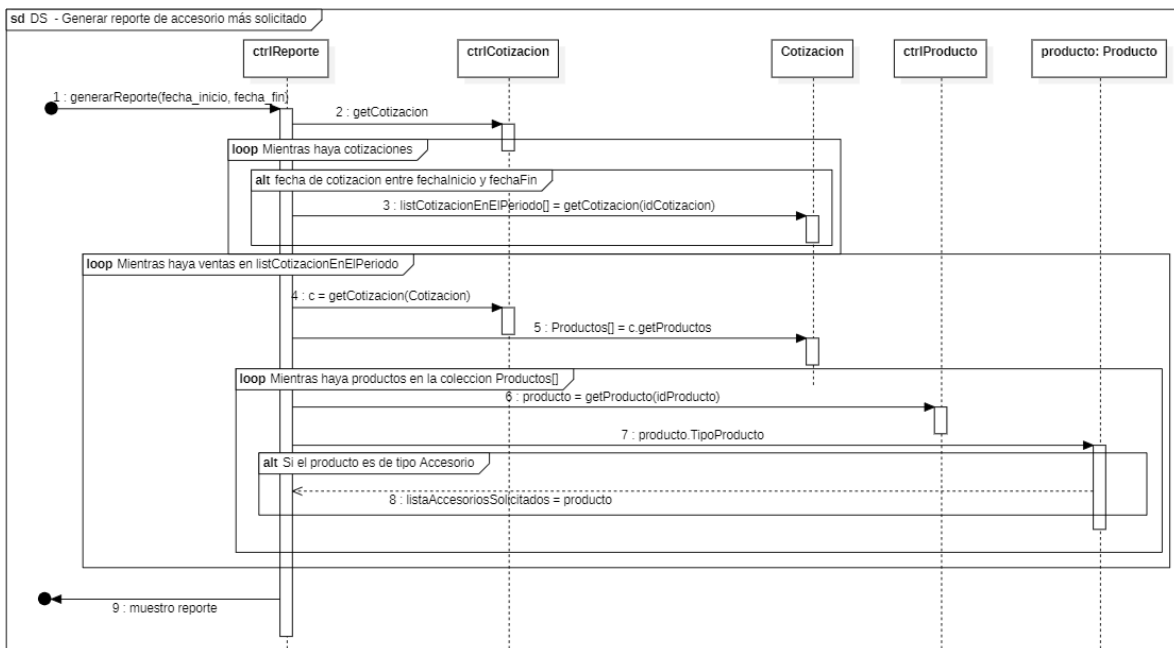 sd DS - Generar reporte de accesorio más solicitado
ctrlReporte
ctrlCotizacion
Cotizacion
ctrlProducto
producto: Producto
1 : generarReporte(fecha_inicio, fecha_fin)
2 : getCotizacion
loop Mientras haya cotizaciones
alt fecha de cotizacion entre fechaInicio y fechaFin
3 : listCotizacionEnElPeriodo[] = getCotizacion(idCotizacion)
loop Mientras haya ventas en listCotizacionEnElPeriodo
4 : c = getCotizacion(Cotizacion)
5 : Productos[] = c.getProductos
loop Mientras haya productos en la coleccion Productos[]
6 : producto = getProducto(idProducto)
7 : producto.TipoProducto
alt Si el producto es de tipo Accesorio
8 : listaAccesoriosSolicitados = producto
9 : muestro reporte